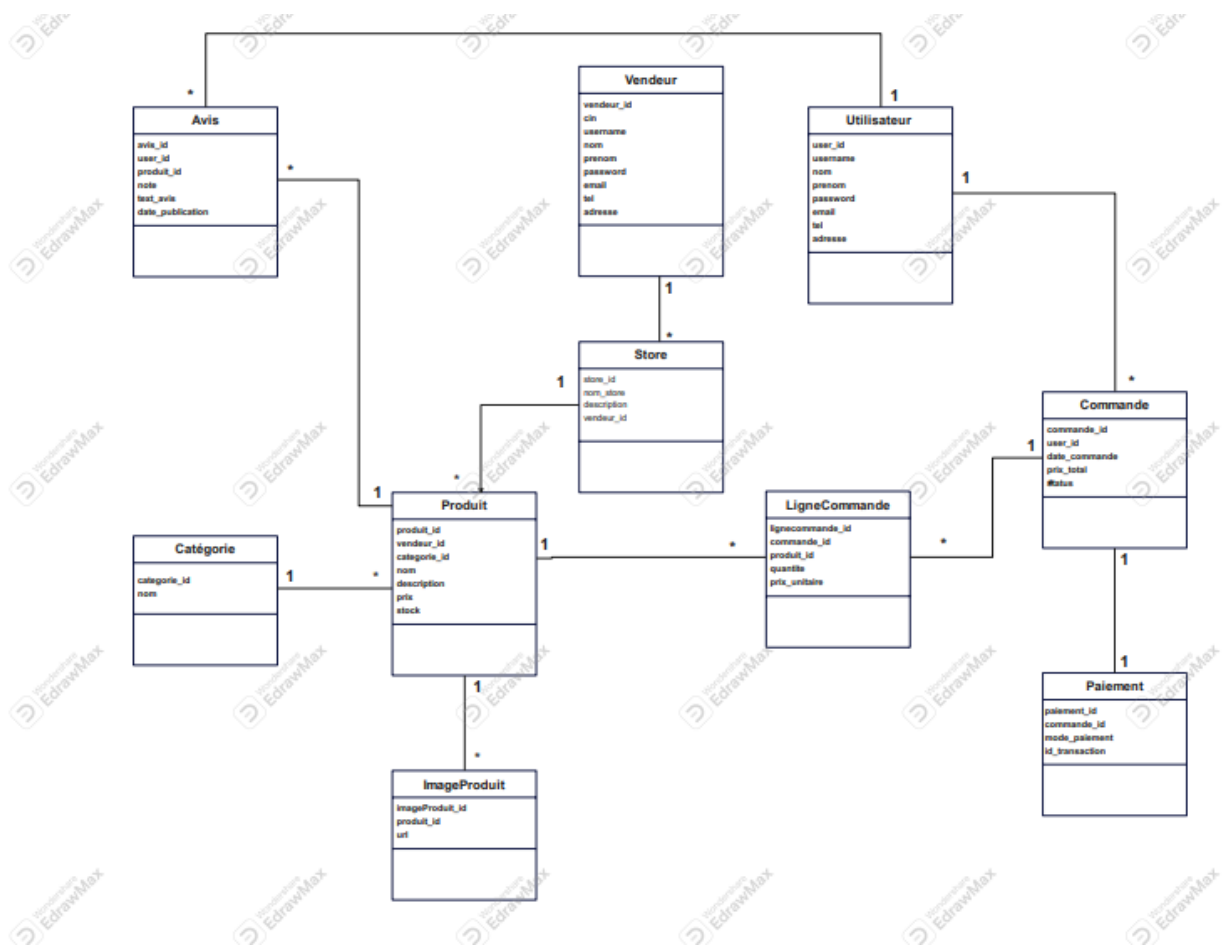 *
1
Avis
avis_id
user_id
produit_id
note
text_avis
date_publication
*
Vendeur
vendeur_id
cin
username
nom
prenom
password
email
tel
adresse
1
Utilisateur
user_id
username
nom
prenom
password
email
tel
adresse
1
*
Store
store_id
nom_store
description
vendeur_id
1
*
*
Commande
commande_id
user_id
date_commande
prix_total
status
1
1
1
Produit
produit_id
vendeur_id
categorie_id
nom
description
prix
stock
1
*
LigneCommande
lignecommande_id
commande_id
produit_id
quantite
prix_unitaire
*
Catégorie
categorie_id
nom
1
*
1
*
ImageProduit
imageProduit_id
produit_id
url
1
Paiement
paiement_id
commande_id
mode_paiement
id_transaction
Wondershare
EdrawMax